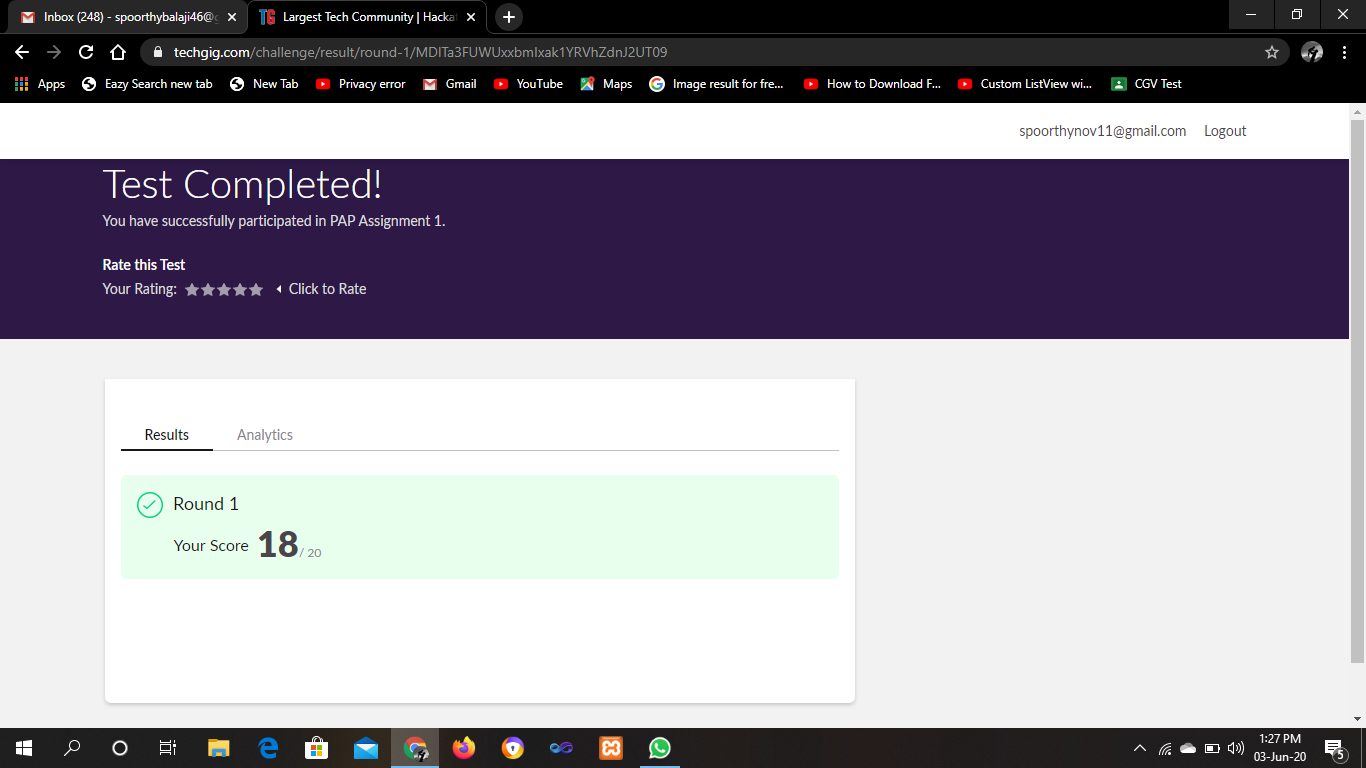 Inbox (248) - spoorthybalaji46@g
Largest Tech Community | Hacka
techgig.com/challenge/result/round-1/MDITa3FUWUxxbmIxak1YRVhZdnJ2UT09
Apps Eazy Search new tab New Tab Privacy error Gmail YouTube Maps Image result for fre... How to Download F... Custom ListView wi... CGV Test
spoorthynov11@gmail.com Logout
Test Completed!
You have successfully participated in PAP Assignment 1.
Rate this Test
Your Rating: Click to Rate
Results Analytics
Round 1
Your Score 18 / 20
1:27 PM
03-Jun-20
5